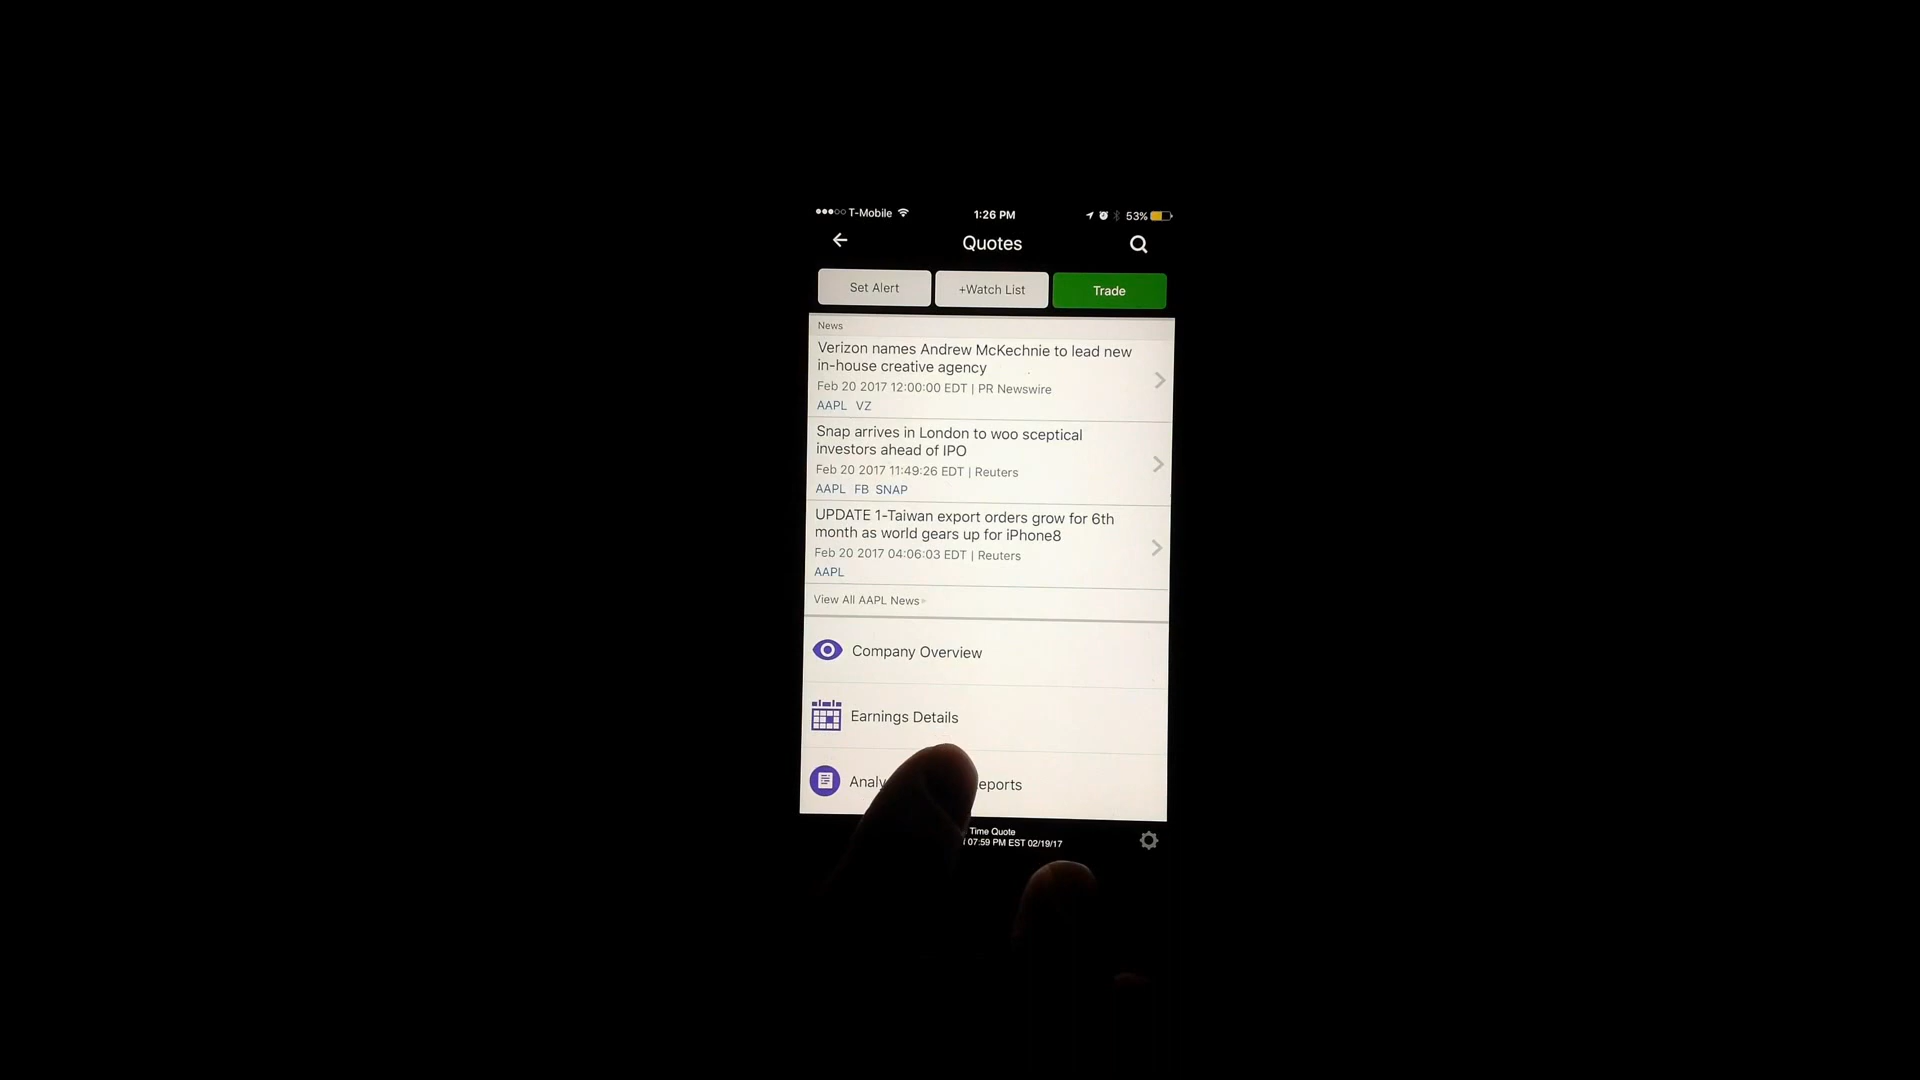 T-Mobile
1:26 PM
53%
Quotes
Set Alert
+Watch List
Trade
News
Verizon names Andrew McKechnie to lead new
in-house creative agency
Feb 20 2017 12:00:00 EDT | PR Newswire
AAPL VZ
Snap arrives in London to woo sceptical
investors ahead of IPO
Feb 20 2017 11:49:26 EDT | Reuters
AAPL FB SNAP
UPDATE 1-Taiwan export orders grow for 6th
month as world gears up for iPhone8
Feb 20 2017 04:06:03 EDT | Reuters
AAPL
View All AAPL News
Company Overview
Earnings Details
Time Quote
07:59 PM EST 02/19/17